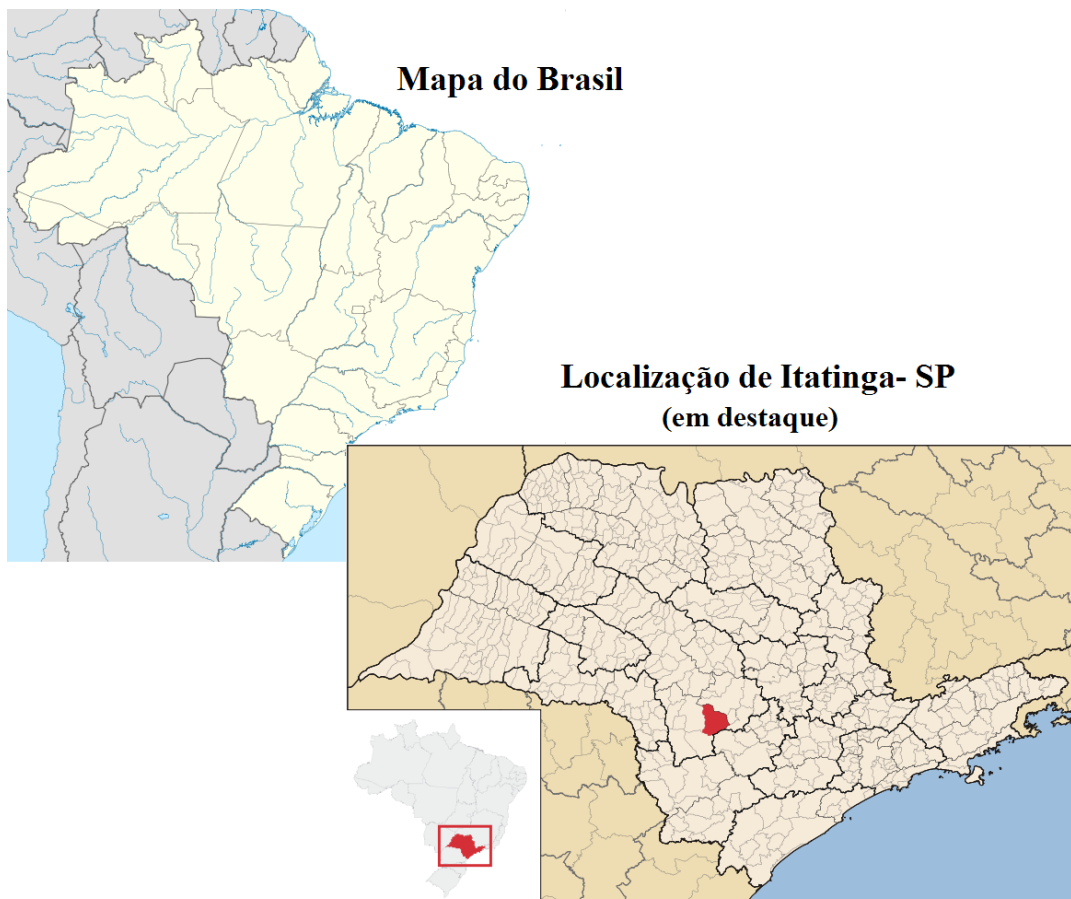 Mapa do Brasil
Localização de Itatinga- SP
(em destaque)